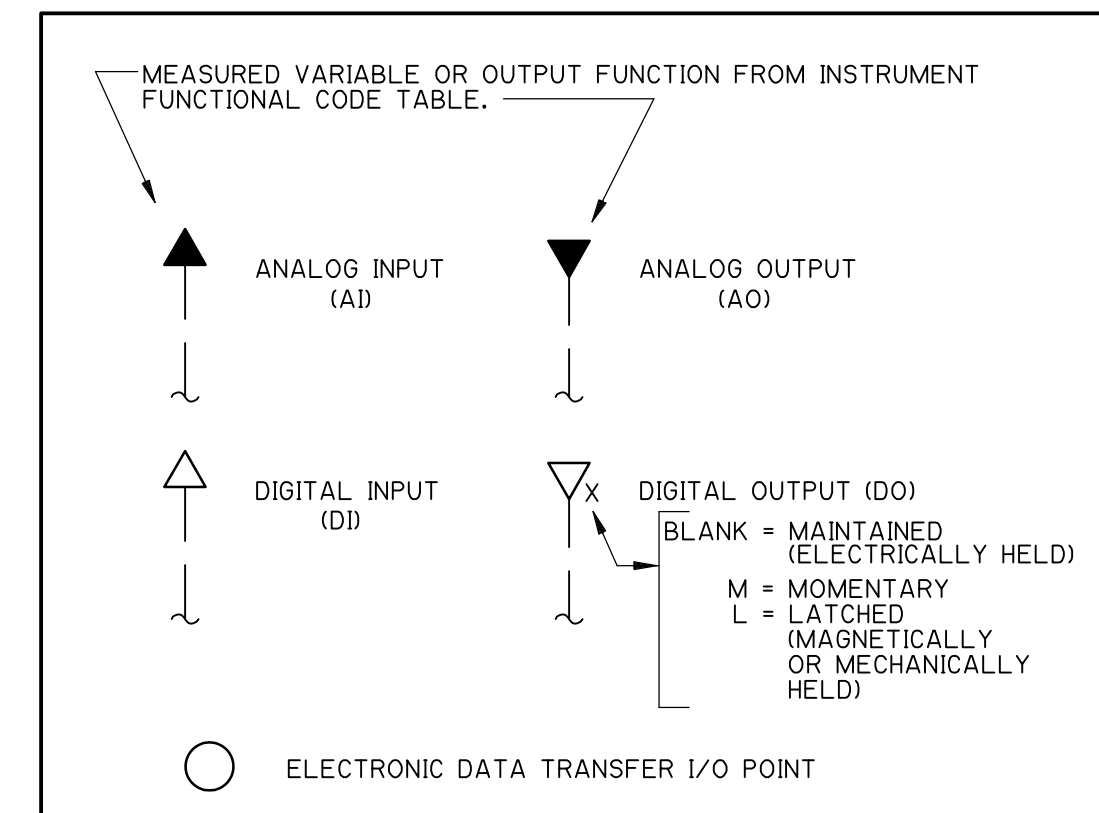 MEASURED VARIABLE OR OUTPUT FUNCTION FROM INSTRUMENT
FUNCTIONAL CODE TABLE.
ANALOG INPUT
(AI)
ANALOG OUTPUT
(AO)
DIGITAL INPUT
(DI)
X
DIGITAL OUTPUT (DO)
BLANK = MAINTAINED
(ELECTRICALLY HELD)
M = MOMENTARY
L = LATCHED
(MAGNETICALLY
OR MECHANICALLY
HELD)
ELECTRONIC DATA TRANSFER I/O POINT